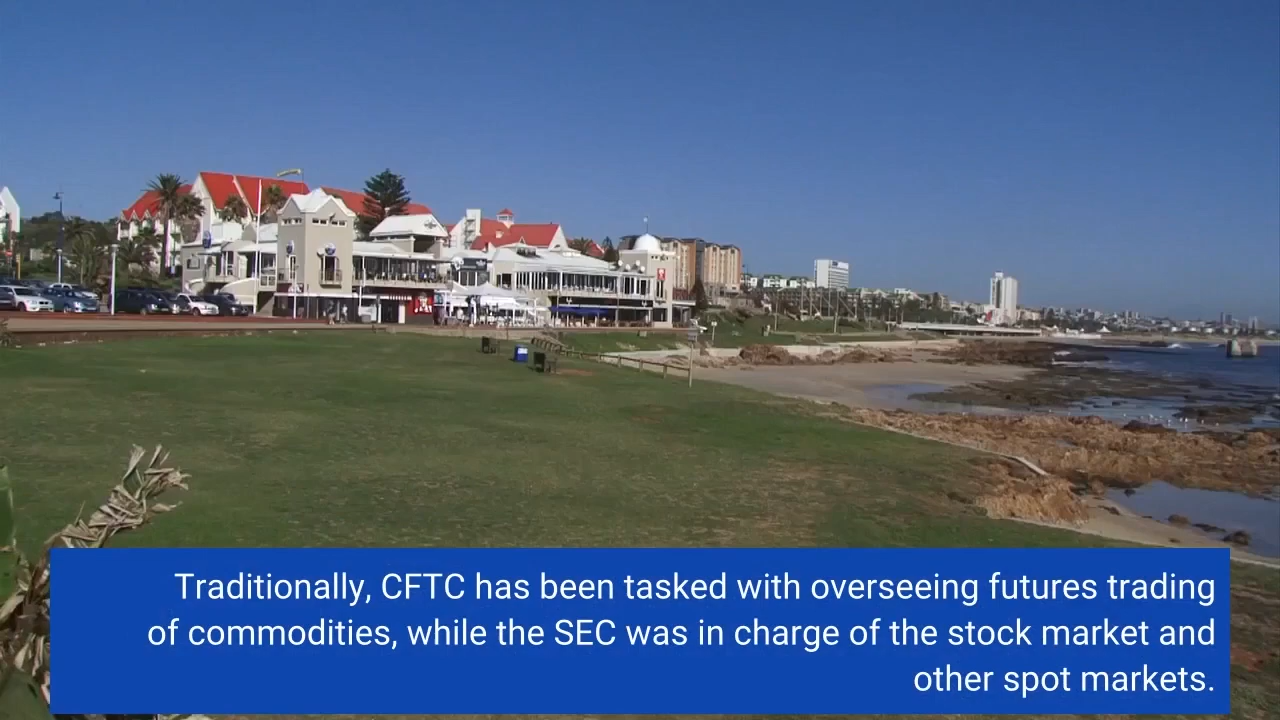 Traditionally, CFTC has been tasked with overseeing futures trading
of commodities, while the SEC was in charge of the stock market and
other spot markets.